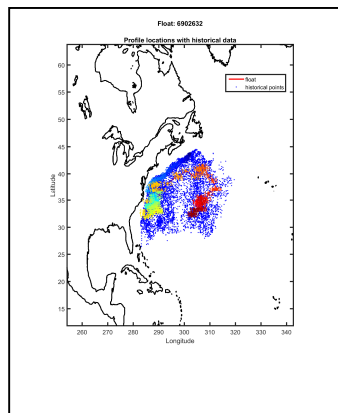 Float: 6902632
Profile locations with historical data
float
historical points
Latitude
60
55
50
45
40
35
30
25
20
15
260 270 280 290 300 310 320 330 340
Longitude